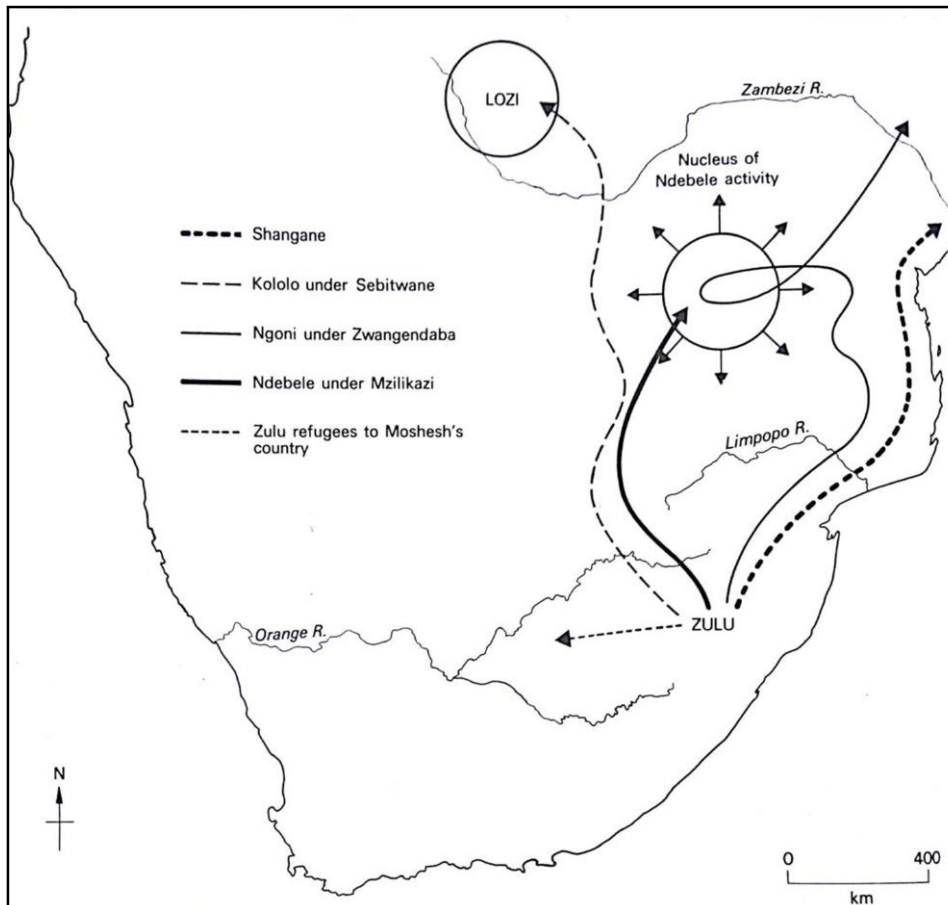 LOZI
Zambezi R.
Nucleus of
Ndebele activity
Shangane
Kololo under Sebitwane
Ngoni under Zwangendaba
Ndebele under Mzilikazi
Zulu refugees to Moshesh's
country
Limpopo R.
ZULU
Orange R.
N
0 400
km